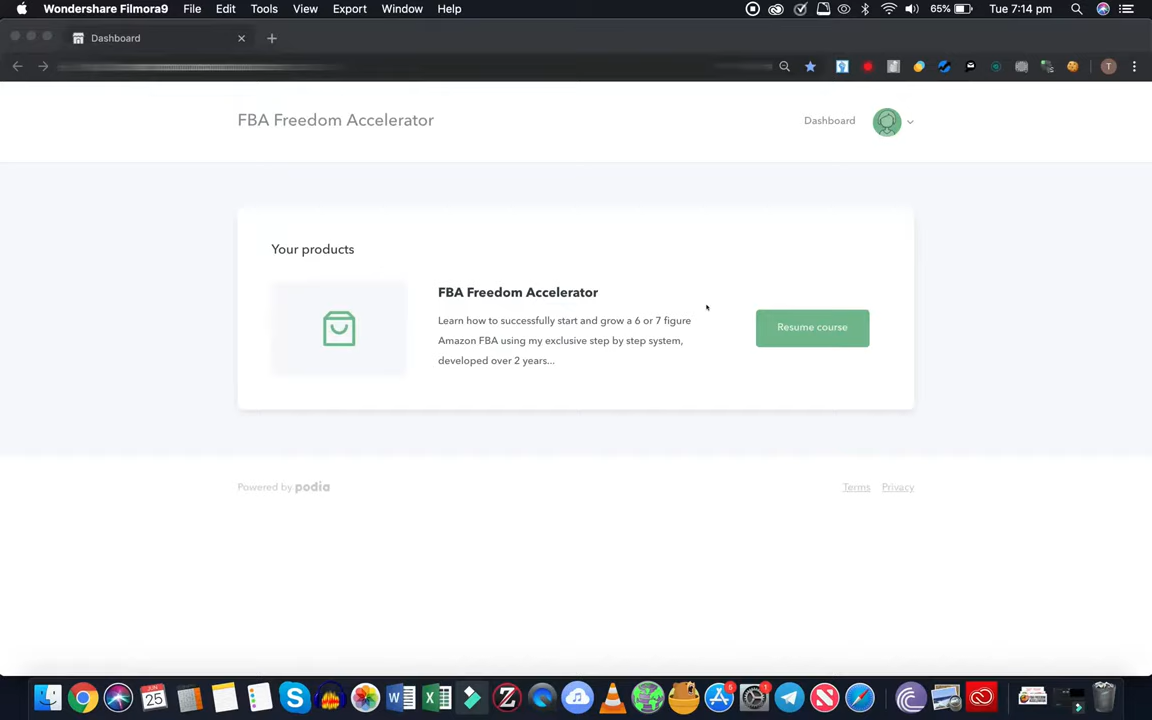 Wondershare Filmora9 File Edit Tools View Export Window Help 65% Tue 7:14 pm
Dashboard
T
FBA Freedom Accelerator
Dashboard
Your products
FBA Freedom Accelerator
Learn how to successfully start and grow a 6 or 7 figure
Amazon FBA using my exclusive step by step system,
developed over 2 years...
Resume course
Powered by podia
Terms Privacy
JUN
25